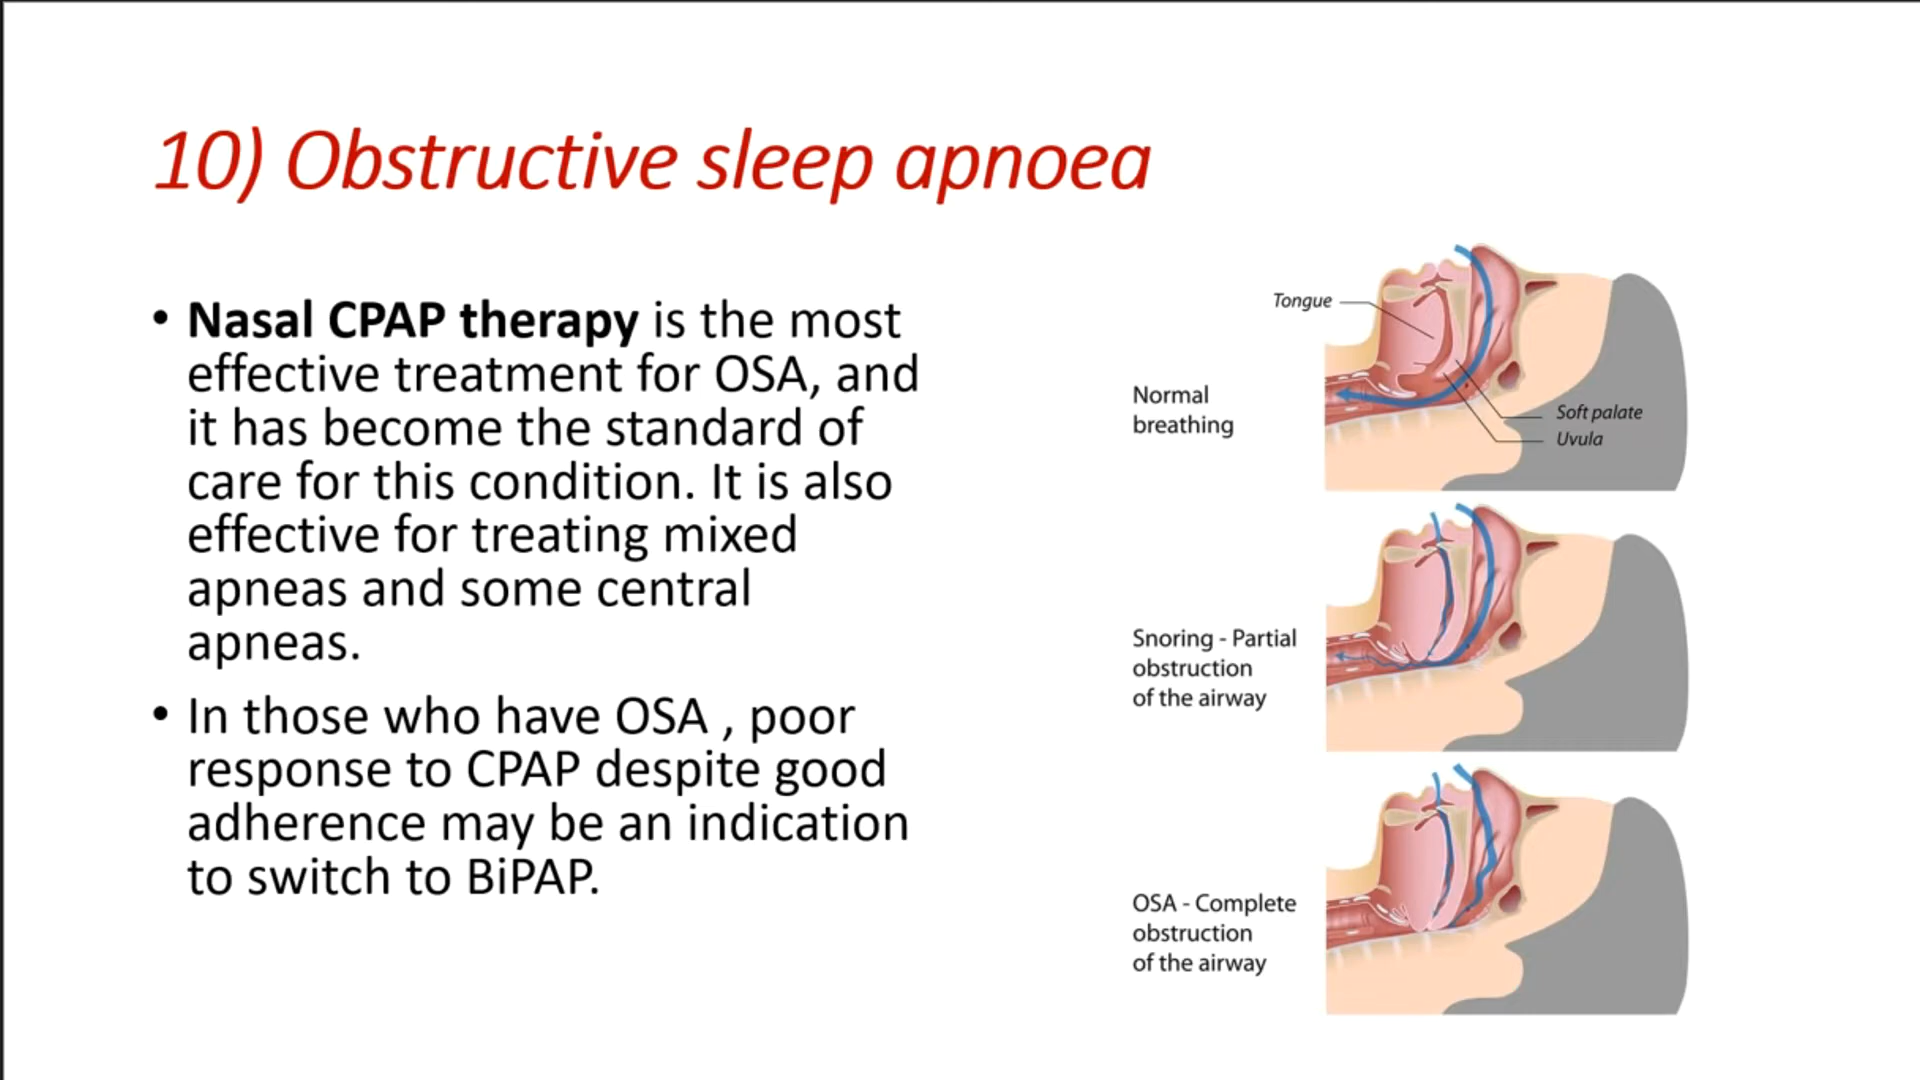 10) Obstructive sleep apnoea
• Nasal CPAP therapy is the most
effective treatment for OSA, and
it has become the standard of
care for this condition. It is also
effective for treating mixed
apneas and some central
apneas.
• In those who have OSA , poor
response to CPAP despite good
adherence may be an indication
to switch to BiPAP.
Tongue
Normal
breathing
Soft palate
Uvula
Snoring - Partial
obstruction
of the airway
OSA - Complete
obstruction
of the airway